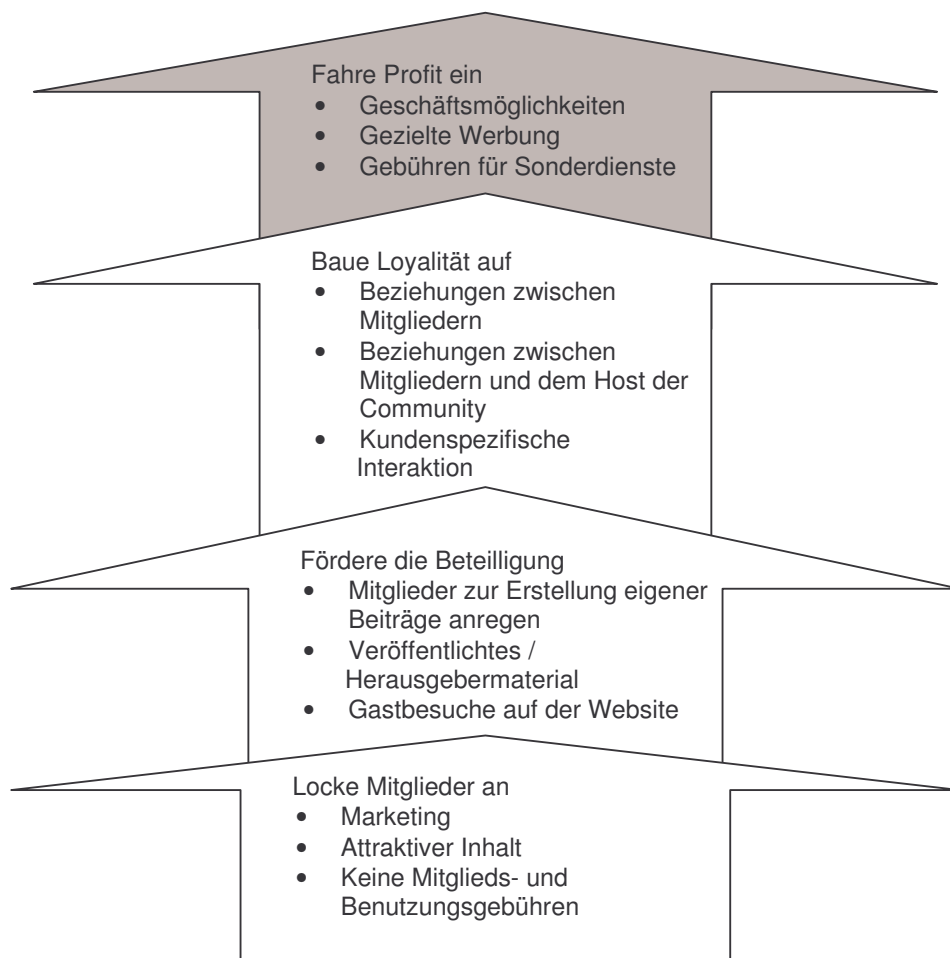 Fahre Profit ein
• Geschäftsmöglichkeiten
• Gezielte Werbung
• Gebühren für Sonderdienste
Baue Loyalität auf
• Beziehungen zwischen
Mitgliedern
• Beziehungen zwischen
Mitgliedern und dem Host der
Community
• Kundenspezifische
Interaktion
Fördere die Beteilligung
• Mitglieder zur Erstellung eigener
Beiträge anregen
• Veröffentlichtes /
Herausgebermaterial
• Gastbesuche auf der Website
Locke Mitglieder an
• Marketing
• Attraktiver Inhalt
• Keine Mitglieds- und
Benutzungsgebühren